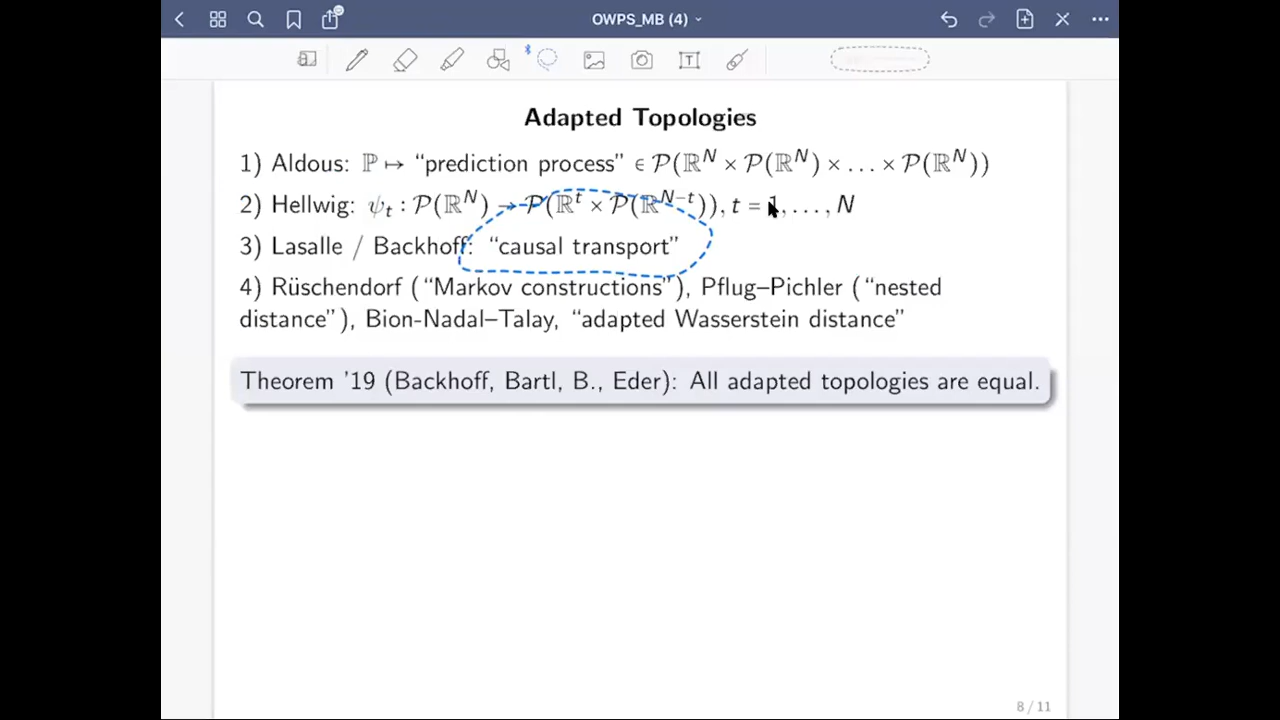 OWPS_MB (4)
T
Adapted Topologies
1) Aldous: ℙ ↦ “prediction process” ∈ 𝒫(ℝ^N × 𝒫(ℝ^N) × … × 𝒫(ℝ^N))
2) Hellwig: ψ_t : 𝒫(ℝ^N) → 𝒫(ℝ^t × 𝒫(ℝ^{N−t})), t = 1, …, N
3) Lasalle / Backhoff: “causal transport”
4) Rüschendorf (“Markov constructions”), Pflug–Pichler (“nested
distance”), Bion-Nadal–Talay, “adapted Wasserstein distance”
Theorem '19 (Backhoff, Bartl, B., Eder): All adapted topologies are equal.
8 / 11